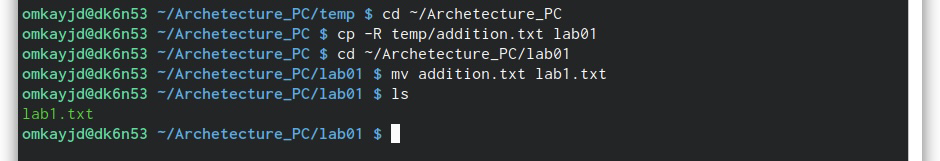 omkayjd@dk6n53 ~/Archetecture_PC/temp $ cd ~/Archetecture_PC
omkayjd@dk6n53 ~/Archetecture_PC $ cp -R temp/addition.txt lab01
omkayjd@dk6n53 ~/Archetecture_PC $ cd ~/Archetecture_PC/lab01
omkayjd@dk6n53 ~/Archetecture_PC/lab01 $ mv addition.txt lab1.txt
omkayjd@dk6n53 ~/Archetecture_PC/lab01 $ ls
lab1.txt
omkayjd@dk6n53 ~/Archetecture_PC/lab01 $